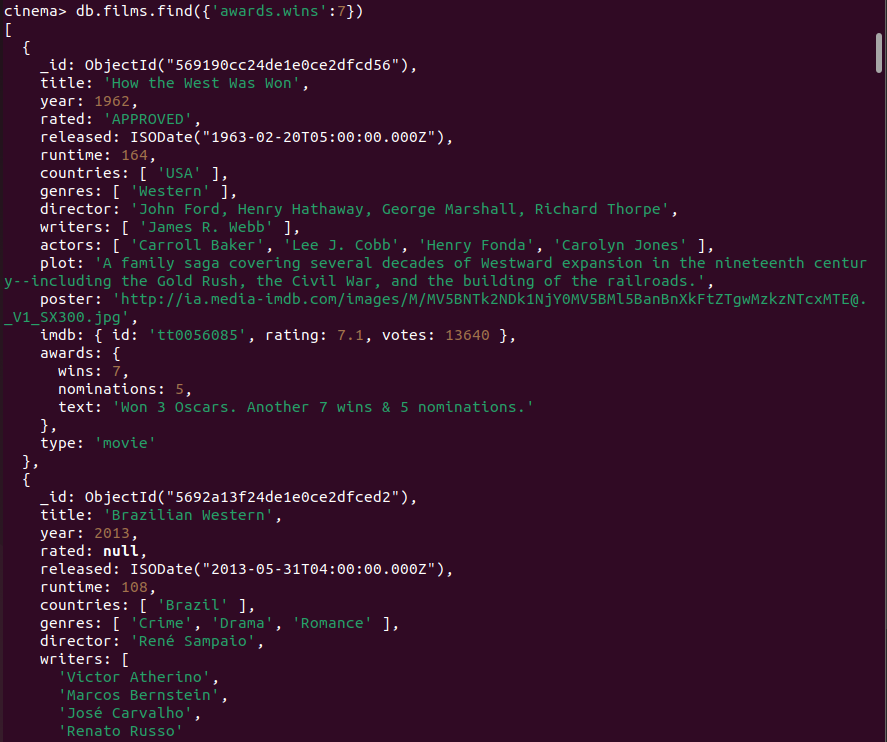 cinema> db.films.find({'awards.wins':7})
[
  {
    _id: ObjectId("569190cc24de1e0ce2dfcd56"),
    title: 'How the West Was Won',
    year: 1962,
    rated: 'APPROVED',
    released: ISODate("1963-02-20T05:00:00.000Z"),
    runtime: 164,
    countries: [ 'USA' ],
    genres: [ 'Western' ],
    director: 'John Ford, Henry Hathaway, George Marshall, Richard Thorpe',
    writers: [ 'James R. Webb' ],
    actors: [ 'Carroll Baker', 'Lee J. Cobb', 'Henry Fonda', 'Carolyn Jones' ],
    plot: 'A family saga covering several decades of Westward expansion in the nineteenth centur
y--including the Gold Rush, the Civil War, and the building of the railroads.',
    poster: 'http://ia.media-imdb.com/images/M/MV5BNTk2NDk1NjY0MV5BMl5BanBnXkFtZTgwMzkzNTcxMTE@.
_V1_SX300.jpg',
    imdb: { id: 'tt0056085', rating: 7.1, votes: 13640 },
    awards: {
      wins: 7,
      nominations: 5,
      text: 'Won 3 Oscars. Another 7 wins & 5 nominations.'
    },
    type: 'movie'
  },
  {
    _id: ObjectId("5692a13f24de1e0ce2dfced2"),
    title: 'Brazilian Western',
    year: 2013,
    rated: null,
    released: ISODate("2013-05-31T04:00:00.000Z"),
    runtime: 108,
    countries: [ 'Brazil' ],
    genres: [ 'Crime', 'Drama', 'Romance' ],
    director: 'René Sampaio',
    writers: [
      'Victor Atherino',
      'Marcos Bernstein',
      'José Carvalho',
      'Renato Russo'